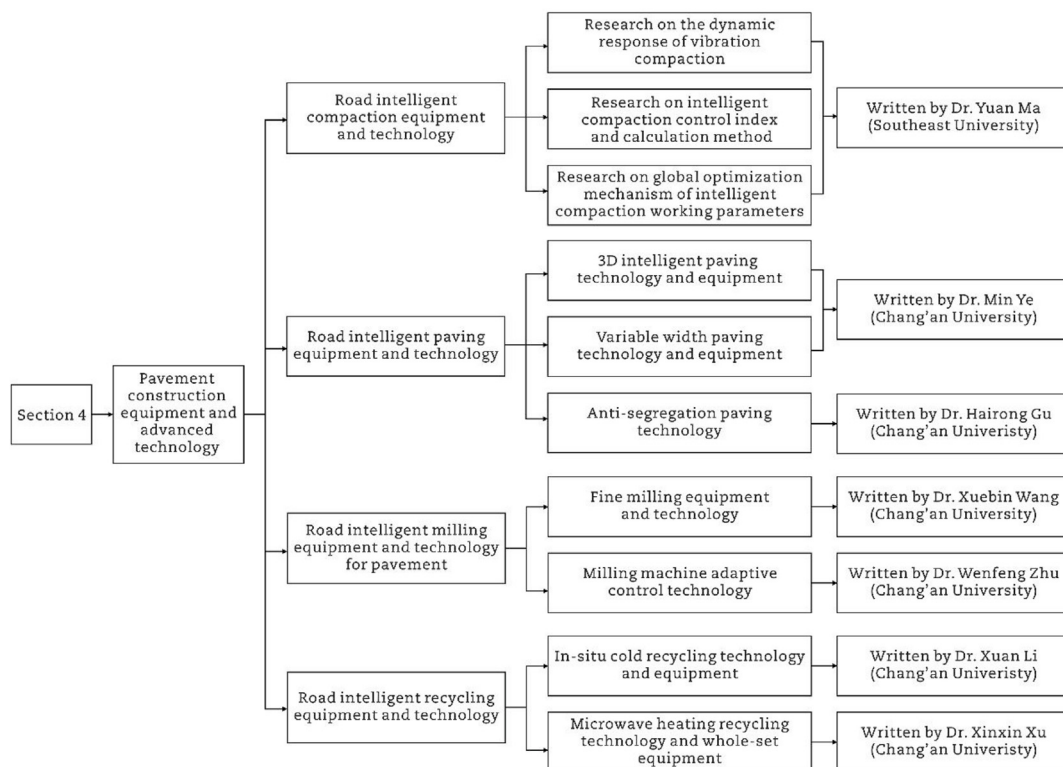 Section 4
Pavement
construction
equipment and
advanced
technology
Road intelligent
compaction equipment
and technology
Research on the dynamic
response of vibration
compaction
Research on intelligent
compaction control index
and calculation method
Research on global optimization
mechanism of intelligent
compaction working parameters
Written by Dr. Yuan Ma
(Southeast University)
Road intelligent paving
equipment and technology
3D intelligent paving
technology and equipment
Variable width paving
technology and equipment
Written by Dr. Min Ye
(Chang'an University)
Anti-segregation paving
technology
Written by Dr. Hairong Gu
(Chang'an Univeristy)
Road intelligent milling
equipment and technology
for pavement
Fine milling equipment
and technology
Written by Dr. Xuebin Wang
(Chang'an University)
Milling machine adaptive
control technology
Written by Dr. Wenfeng Zhu
(Chang'an University)
Road intelligent recycling
equipment and technology
In-situ cold recycling technology
and equipment
Written by Dr. Xuan Li
(Chang'an Univeristy)
Microwave heating recycling
technology and whole-set
equipment
Written by Dr. Xinxin Xu
(Chang'an Univeristy)